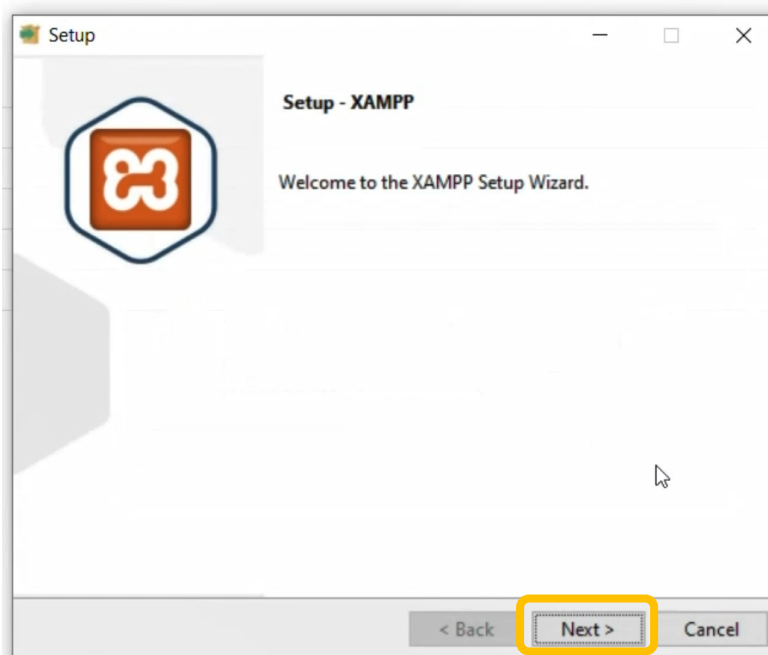 Setup
Setup - XAMPP
Welcome to the XAMPP Setup Wizard.
< Back
Next >
Cancel